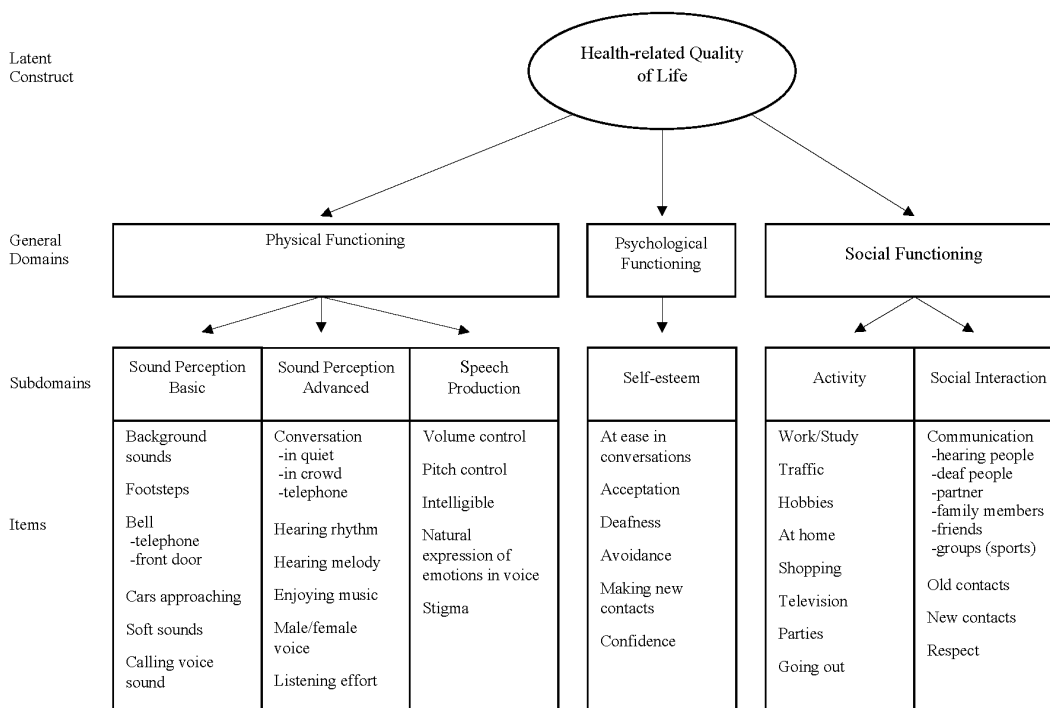 Latent
Construct
Health-related Quality
of Life
General
Domains
Physical Functioning
Psychological
Functioning
Social Functioning
Subdomains
Sound Perception
Basic
Sound Perception
Advanced
Speech
Production
Self-esteem
Activity
Social Interaction
Items
Background
sounds
Footsteps
Bell
-telephone
-front door
Cars approaching
Soft sounds
Calling voice
sound
Conversation
-in quiet
-in crowd
-telephone
Hearing rhythm
Hearing melody
Enjoying music
Male/female
voice
Listening effort
Volume control
Pitch control
Intelligible
Natural
expression of
emotions in voice
Stigma
At ease in
conversations
Acceptation
Deafness
Avoidance
Making new
contacts
Confidence
Work/Study
Traffic
Hobbies
At home
Shopping
Television
Parties
Going out
Communication
-hearing people
-deaf people
-partner
-family members
-friends
-groups (sports)
Old contacts
New contacts
Respect